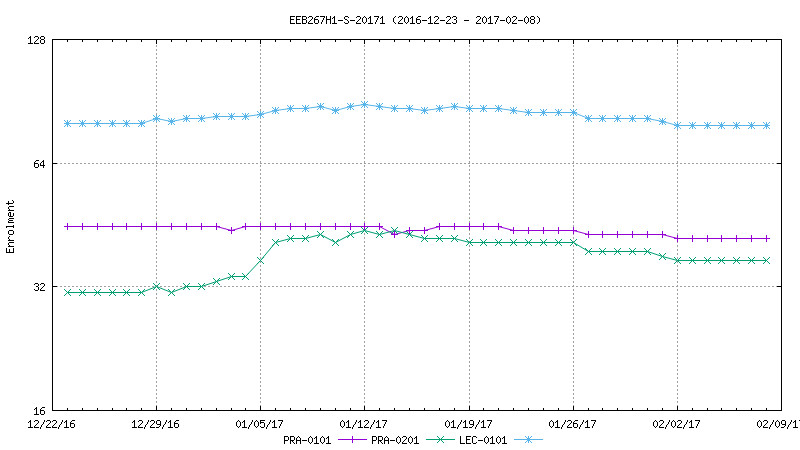 EEB267H1-S-20171 (2016-12-23 - 2017-02-08)
128
64
32
16
Enrolment
12/22/16 12/29/16 01/05/17 01/12/17 01/19/17 01/26/17 02/02/17 02/09/1
PRA-0101 PRA-0201 LEC-0101